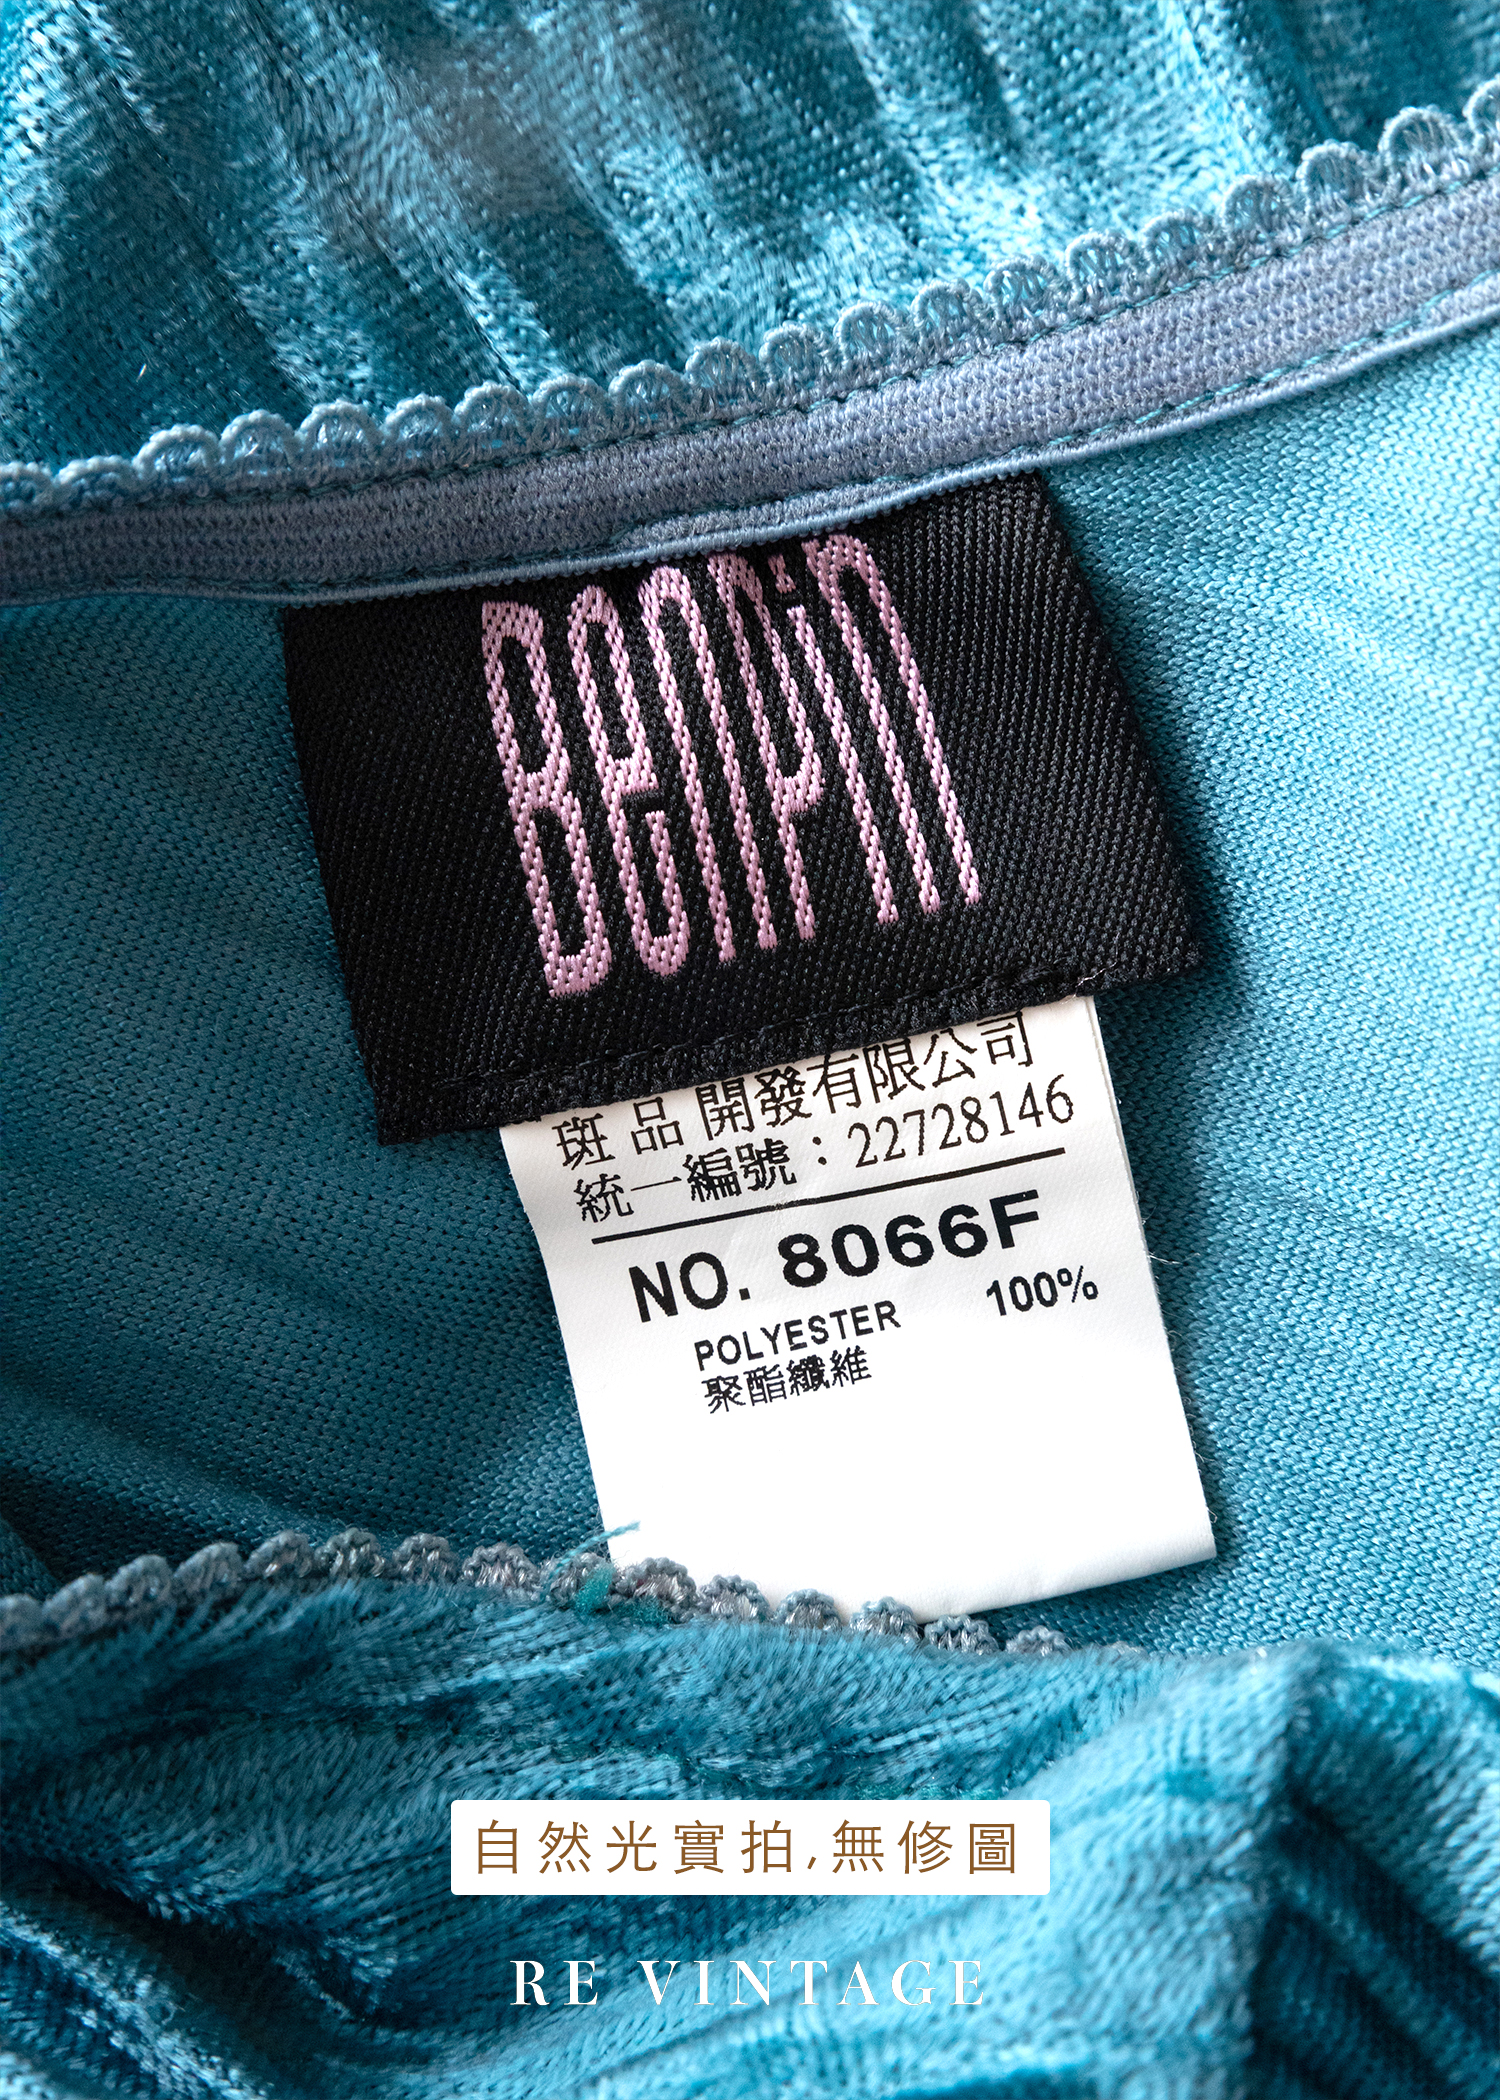 BenPin
斑品開發有限公司
統一編號：22728146
NO. 8066F
POLYESTER 100%
聚酯纖維
自然光實拍,無修圖
RE VINTAGE